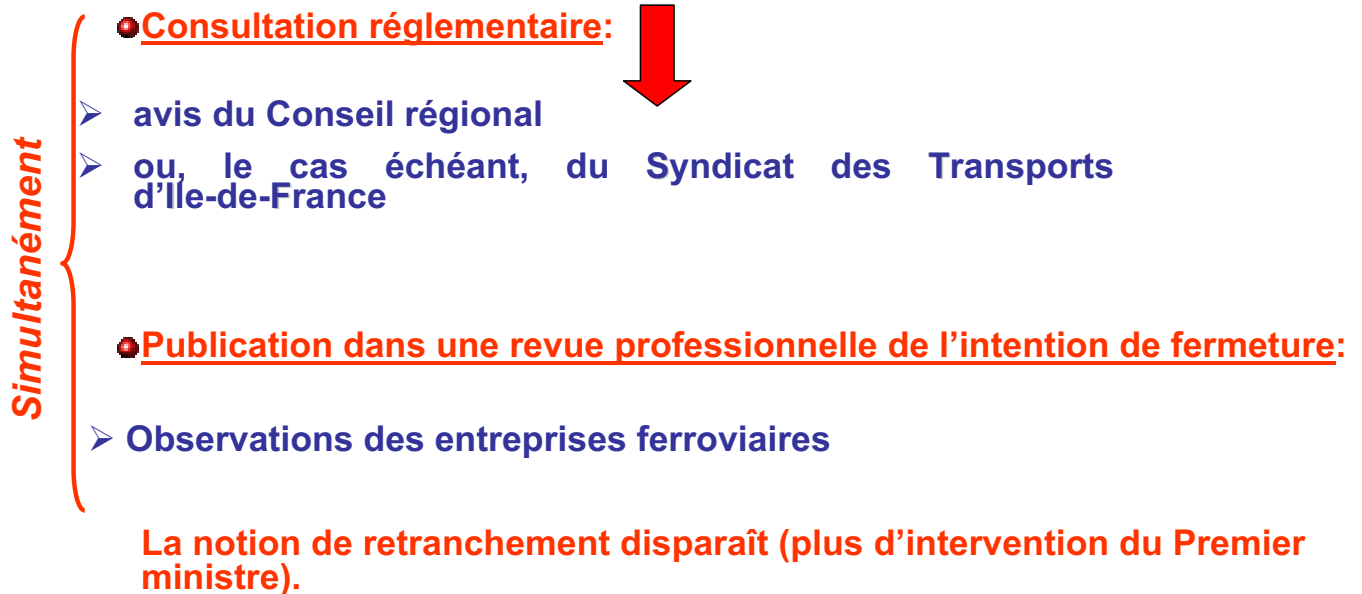 Simultanément
Consultation réglementaire:
avis du Conseil régional
ou, le cas échéant, du Syndicat des Transports
d'Ile-de-France
Publication dans une revue professionnelle de l'intention de fermeture:
Observations des entreprises ferroviaires
La notion de retranchement disparaît (plus d'intervention du Premier
ministre).